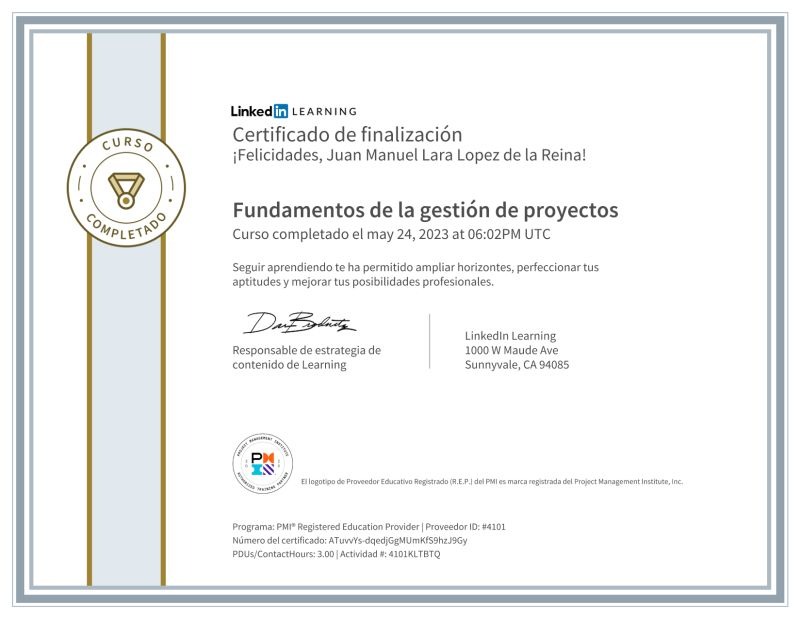 CURSO
COMPLETADO
Linked in LEARNING
Certificado de finalización
¡Felicidades, Juan Manuel Lara Lopez de la Reina!
Fundamentos de la gestión de proyectos
Curso completado el may 24, 2023 at 06:02PM UTC
Seguir aprendiendo te ha permitido ampliar horizontes, perfeccionar tus
aptitudes y mejorar tus posibilidades profesionales.
Responsable de estrategia de
contenido de Learning
LinkedIn Learning
1000 W Maude Ave
Sunnyvale, CA 94085
PROJECT MANAGEMENT INSTITUTE
PMI
AUTHORIZED TRAINING PARTNER
El logotipo de Proveedor Educativo Registrado (R.E.P.) del PMI es marca registrada del Project Management Institute, Inc.
Programa: PMI® Registered Education Provider | Proveedor ID: #4101
Número del certificado: ATuvvYs-dqedjGgMUmKfS9hzJ9Gy
PDUs/ContactHours: 3.00 | Actividad #: 4101KLTBTQ